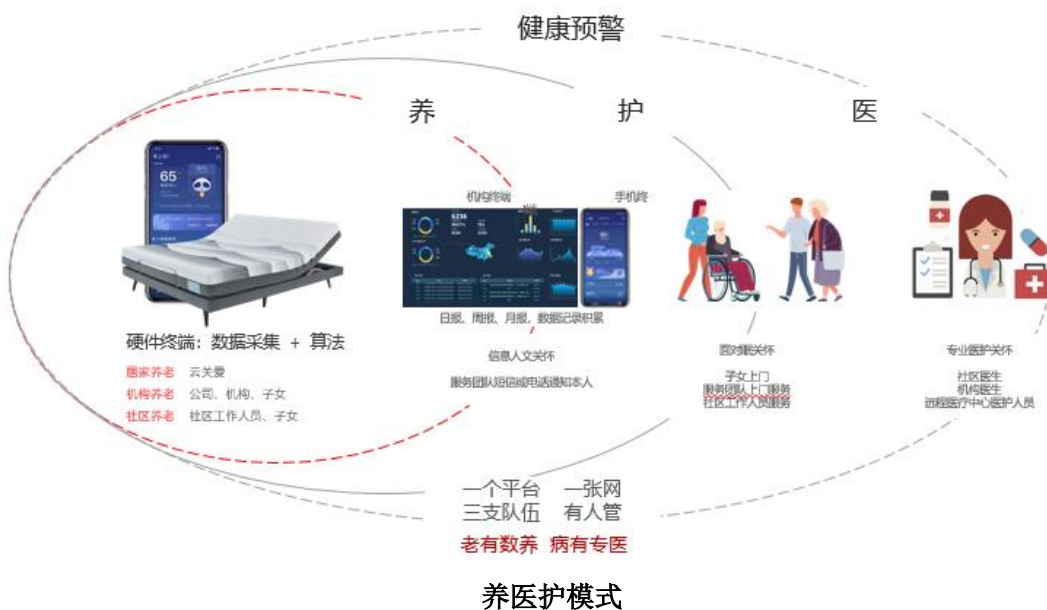 健康预警
养
护
医
机构终端
手机终
65
6236
硬件终端：数据采集 + 算法
居家养老 云关爱
机构养老 公司、机构、子女
社区养老 社区工作人员、子女
日报、周报、月报，数据记录积累
信息人文关怀
服务团队短信或电话通知本人
面对眠关怀
子女上门
服务团队上门服务
社区工作人员服务
专业医护关怀
社区医生
机构医生
远程医疗中心医护人员
一个平台 一张网
三支队伍 有人管
老有数养 病有专医
养医护模式